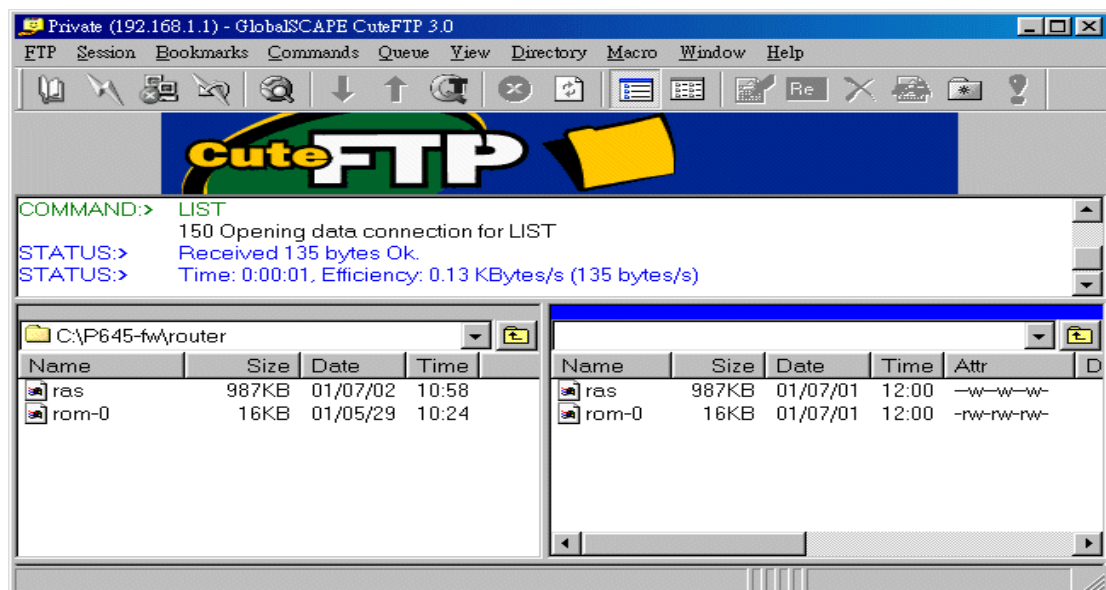 Private (192.168.1.1) - GlobalSCAPE CuteFTP 3.0
FTP Session Bookmarks Commands Queue View Directory Macro Window Help
Re
cuteFTP
COMMAND:> LIST
150 Opening data connection for LIST
STATUS:> Received 135 bytes Ok.
STATUS:> Time: 0:00:01, Efficiency: 0.13 KBytes/s (135 bytes/s)
C:\P645-fw\router
Name Size Date Time
ras 987KB 01/07/02 10:58
rom-0 16KB 01/05/29 10:24
Name Size Date Time Attr D
ras 987KB 01/07/01 12:00 --w--w--w-
rom-0 16KB 01/07/01 12:00 -rw-rw-rw-